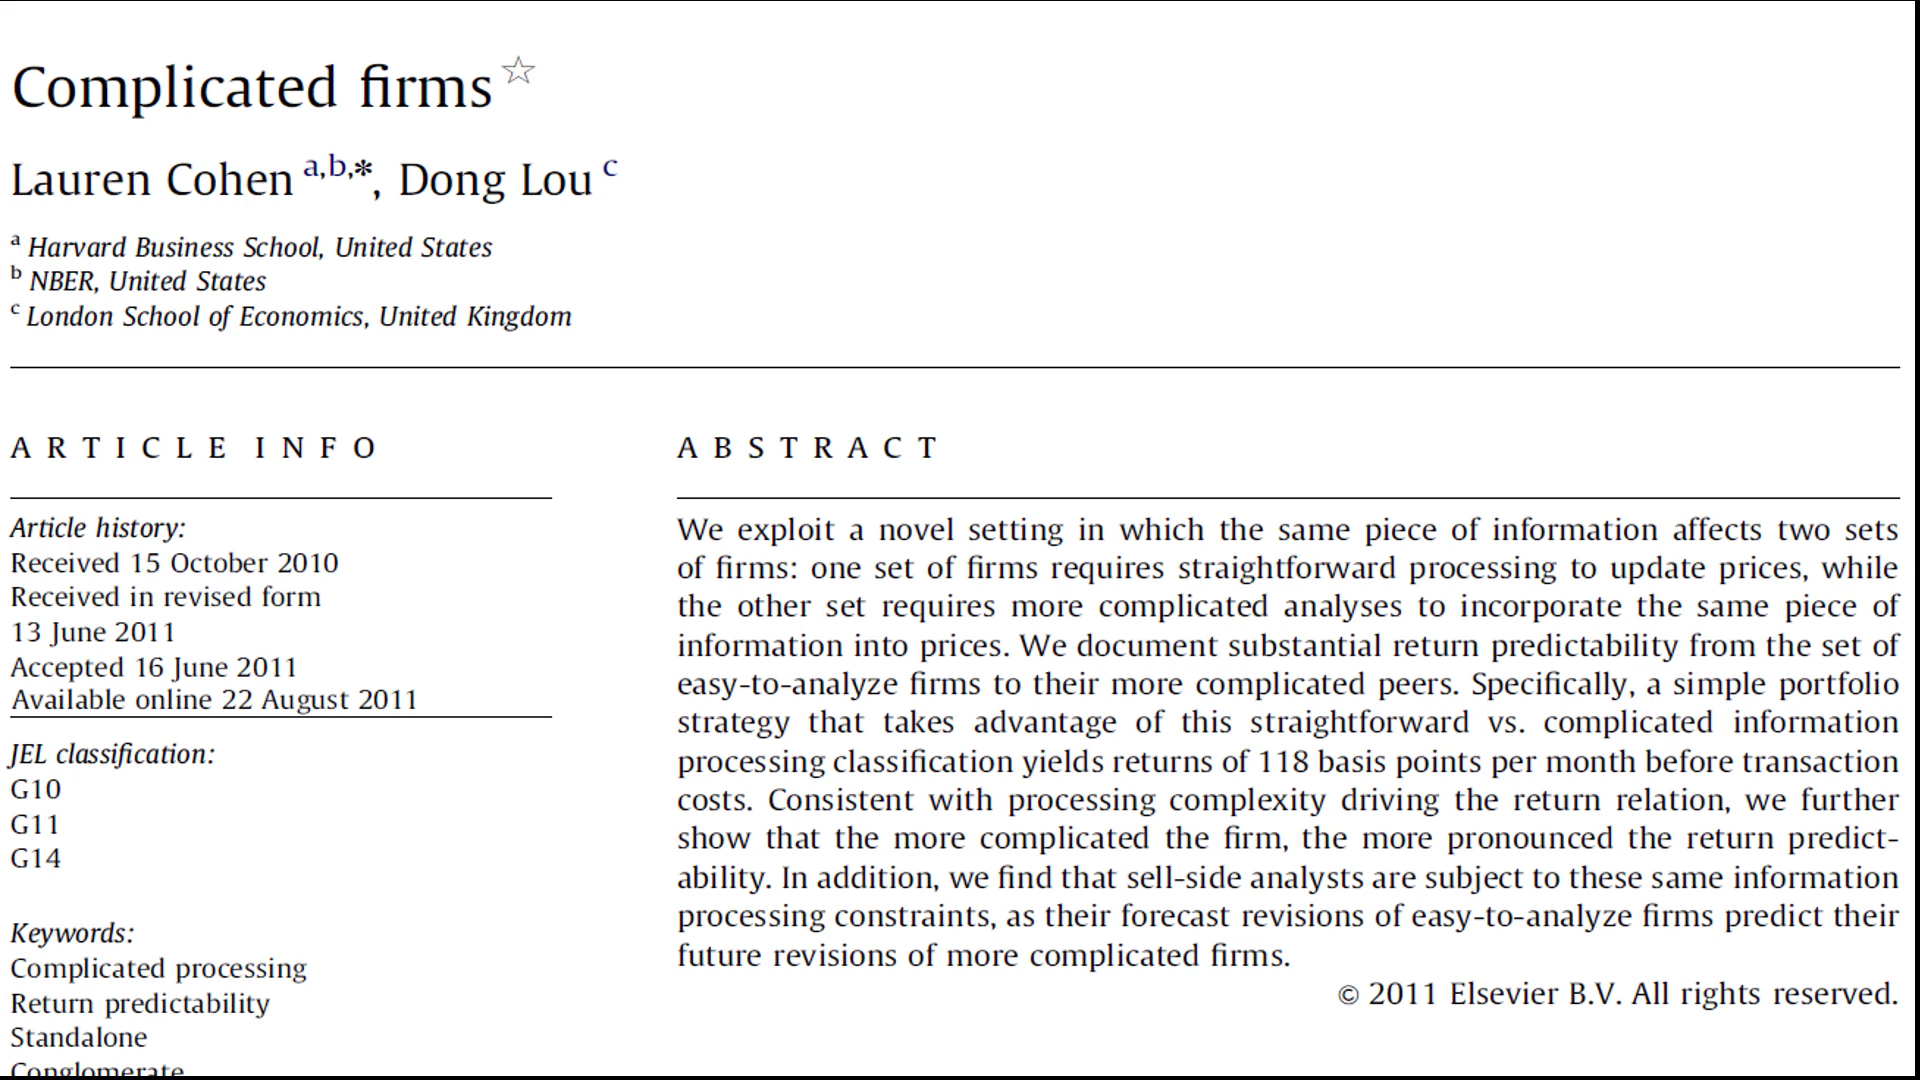 Complicated firms☆
Lauren Cohen a,b,*, Dong Lou c
a Harvard Business School, United States
b NBER, United States
c London School of Economics, United Kingdom
ARTICLE INFO
Article history:
Received 15 October 2010
Received in revised form
13 June 2011
Accepted 16 June 2011
Available online 22 August 2011
JEL classification:
G10
G11
G14
Keywords:
Complicated processing
Return predictability
Standalone
Conglomerate
ABSTRACT
We exploit a novel setting in which the same piece of information affects two sets
of firms: one set of firms requires straightforward processing to update prices, while
the other set requires more complicated analyses to incorporate the same piece of
information into prices. We document substantial return predictability from the set of
easy-to-analyze firms to their more complicated peers. Specifically, a simple portfolio
strategy that takes advantage of this straightforward vs. complicated information
processing classification yields returns of 118 basis points per month before transaction
costs. Consistent with processing complexity driving the return relation, we further
show that the more complicated the firm, the more pronounced the return predict-
ability. In addition, we find that sell-side analysts are subject to these same information
processing constraints, as their forecast revisions of easy-to-analyze firms predict their
future revisions of more complicated firms.
© 2011 Elsevier B.V. All rights reserved.